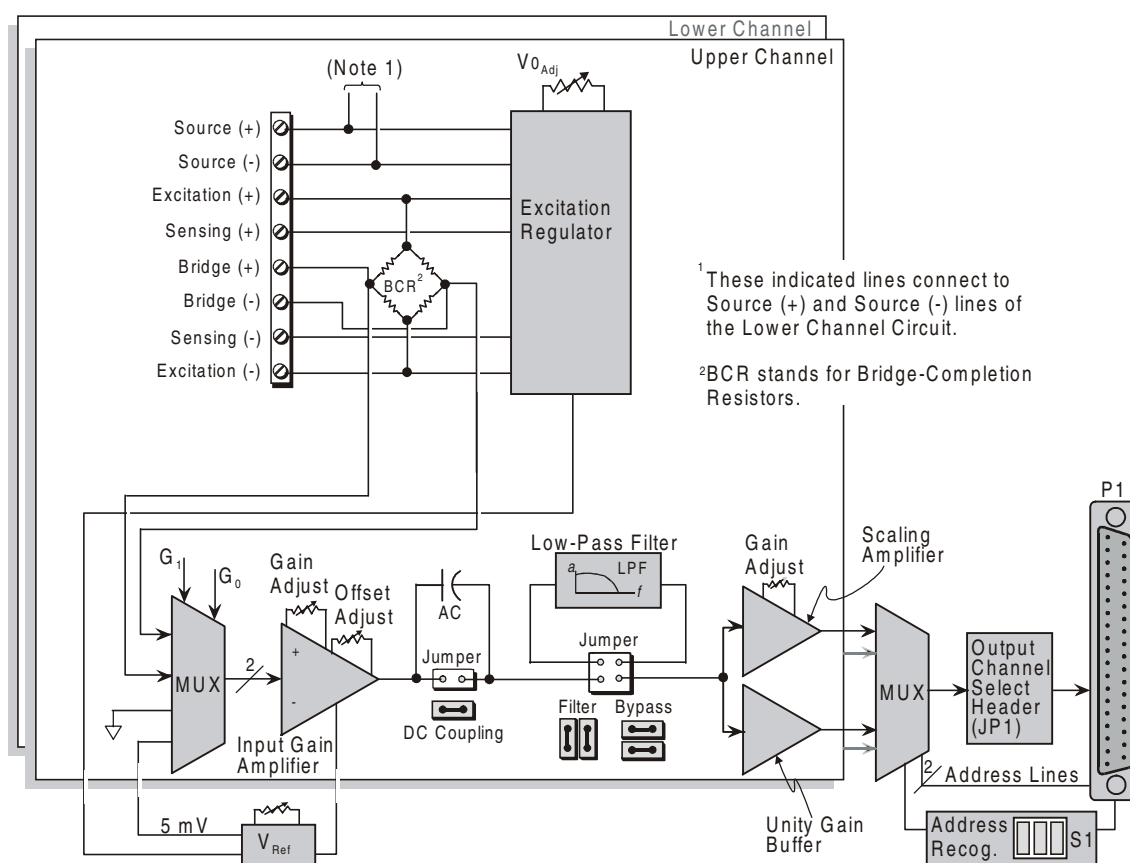 Lower Channel
Upper Channel
(Note 1)
V0Adj
Source (+)
Source (-)
Excitation (+)
Sensing (+)
Bridge (+)
Bridge (-)
Sensing (-)
Excitation (-)
Excitation
Regulator
BCR2
1These indicated lines connect to
Source (+) and Source (-) lines of
the Lower Channel Circuit.
2BCR stands for Bridge-Completion
Resistors.
P1
G1
G0
Gain
Adjust
Offset
Adjust
AC
Low-Pass Filter
a
LPF
f
Gain
Adjust
Scaling
Amplifier
MUX
2
+
-
Jumper
DC Coupling
Jumper
Filter
Bypass
MUX
Output
Channel
Select
Header
(JP1)
Input Gain
Amplifier
2
Address Lines
5 mV
VRef
Unity Gain
Buffer
Address
Recog.
S1